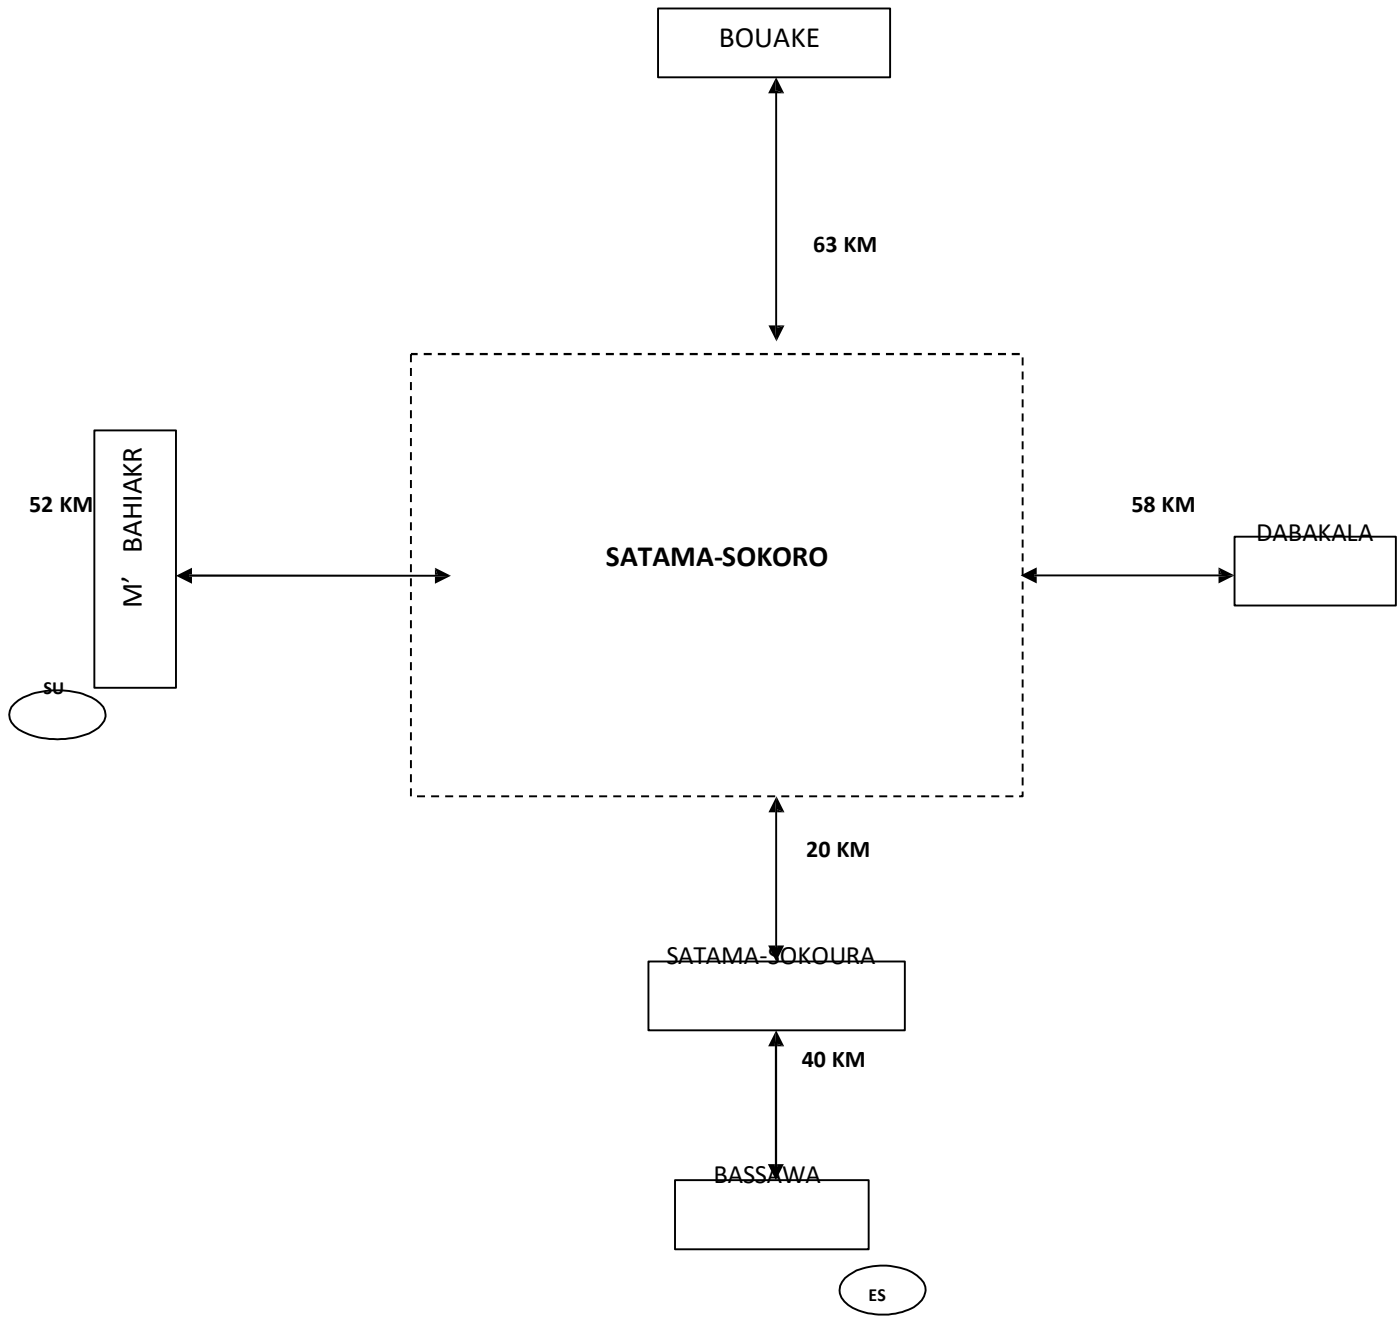 BOUAKE
63 KM
M' BAHIAKR
52 KM
58 KM
DABAKALA
SATAMA-SOKORO
SU
20 KM
SATAMA-SOKOURA
40 KM
BASSAWA
ES